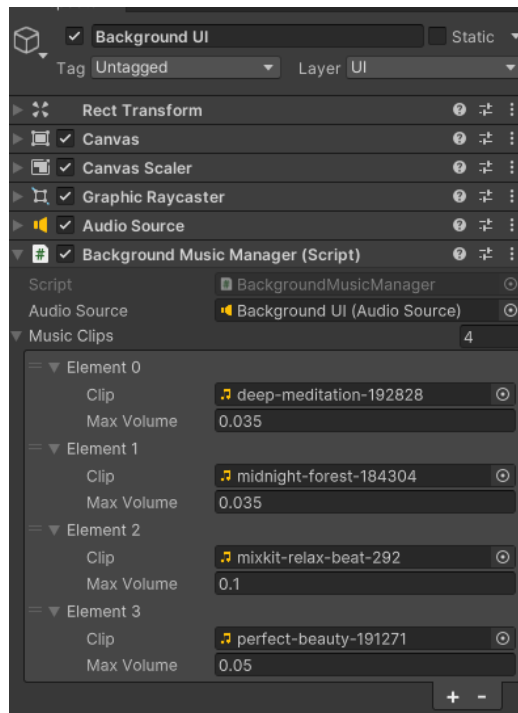 Background UI Static
Tag Untagged Layer UI
Rect Transform
Canvas
Canvas Scaler
Graphic Raycaster
Audio Source
# Background Music Manager (Script)
Script # BackgroundMusicManager
Audio Source Background UI (Audio Source)
Music Clips 4
Element 0
Clip deep-meditation-192828
Max Volume 0.035
Element 1
Clip midnight-forest-184304
Max Volume 0.035
Element 2
Clip mixkit-relax-beat-292
Max Volume 0.1
Element 3
Clip perfect-beauty-191271
Max Volume 0.05
+ -